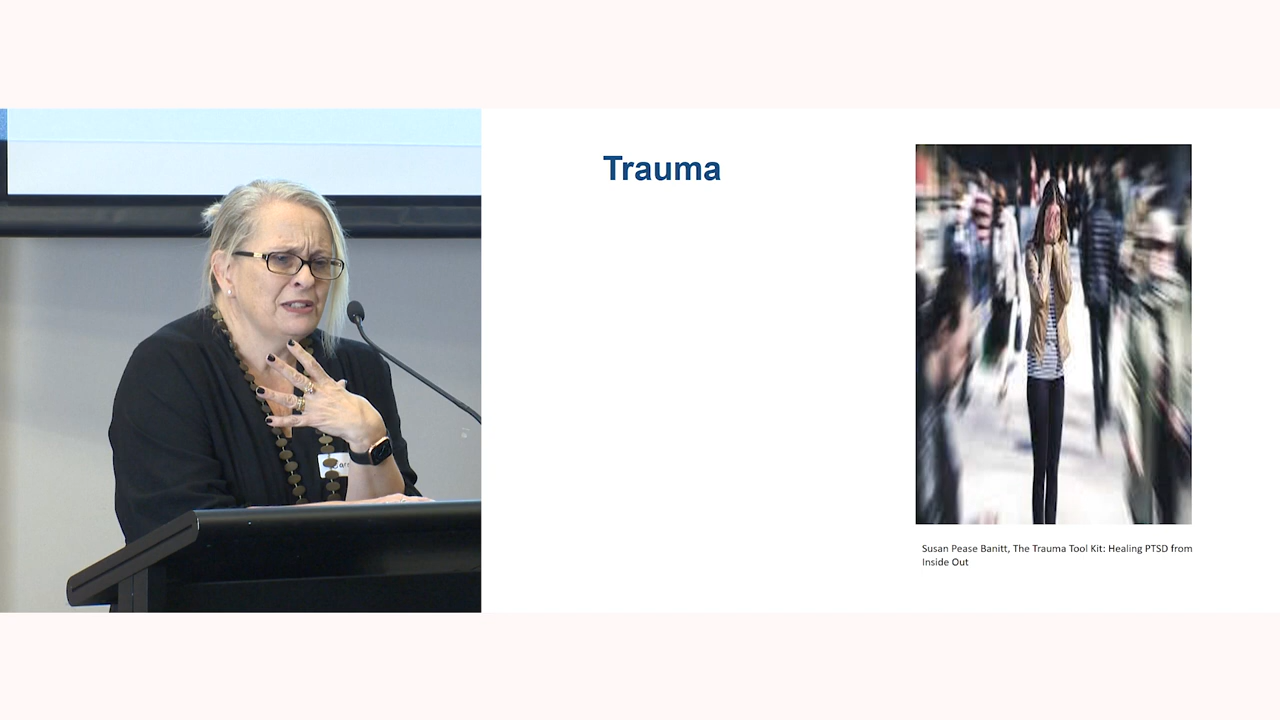 Trauma
Susan Pease Banitt, The Trauma Tool Kit: Healing PTSD from
Inside Out